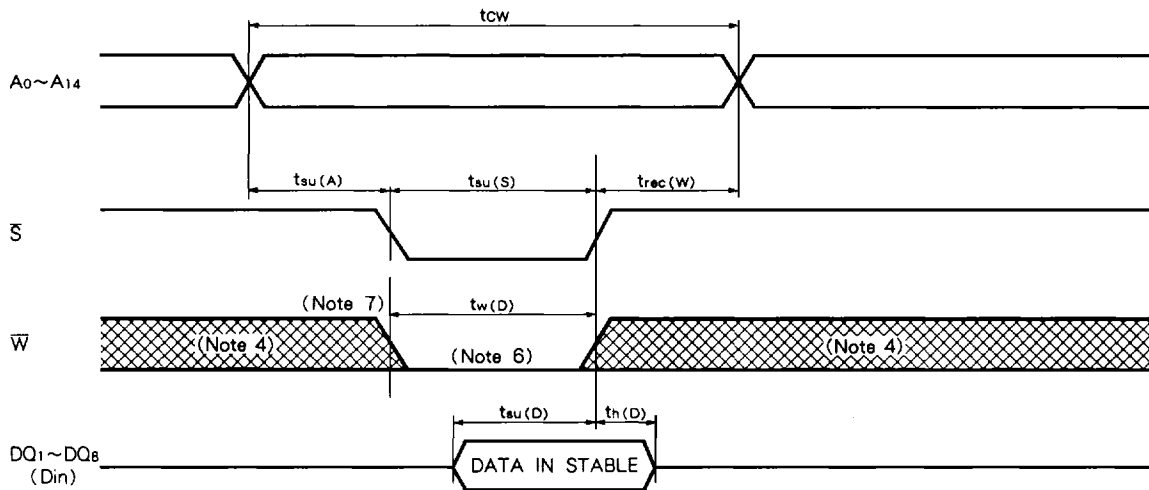 tCW
A0~A14
tsu(A) tsu(S) trec(W)
S̅
(Note 7) tw(D)
W̅ (Note 4) (Note 6) (Note 4)
tsu(D) th(D)
DQ1~DQ8 DATA IN STABLE
(Din)